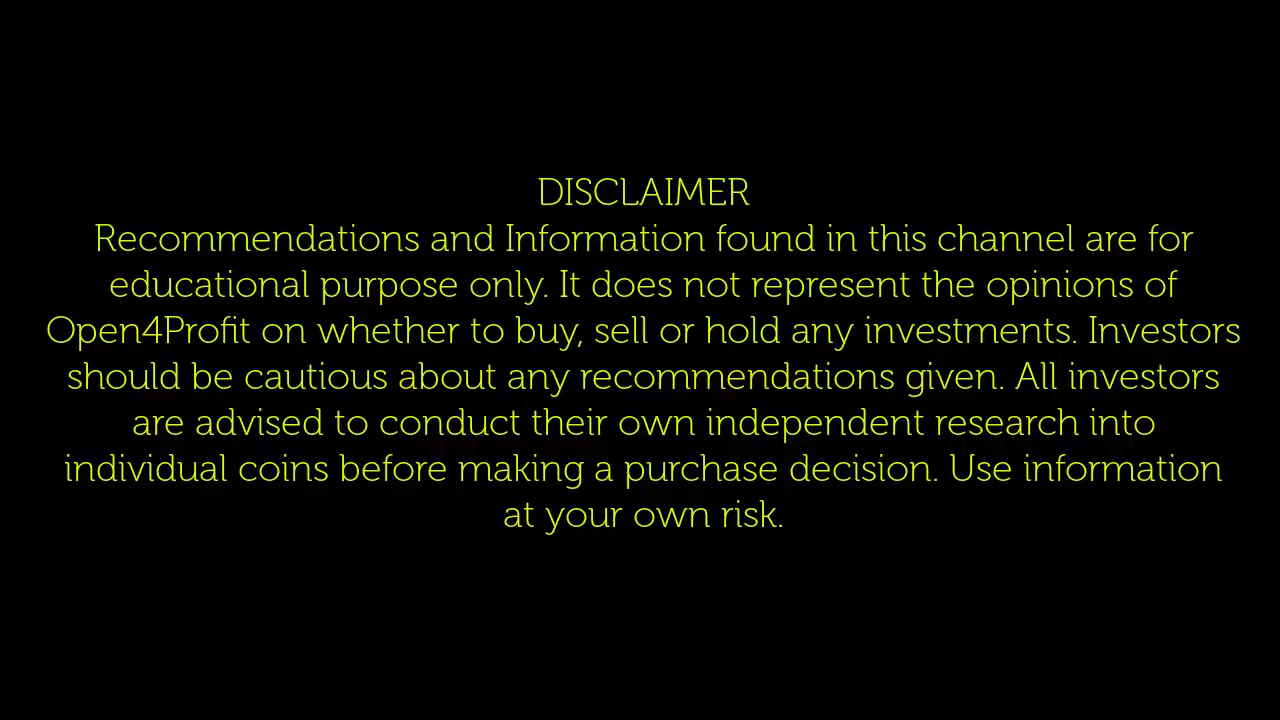 DISCLAIMER
Recommendations and Information found in this channel are for
educational purpose only. It does not represent the opinions of
Open4Profit on whether to buy, sell or hold any investments. Investors
should be cautious about any recommendations given. All investors
are advised to conduct their own independent research into
individual coins before making a purchase decision. Use information
at your own risk.